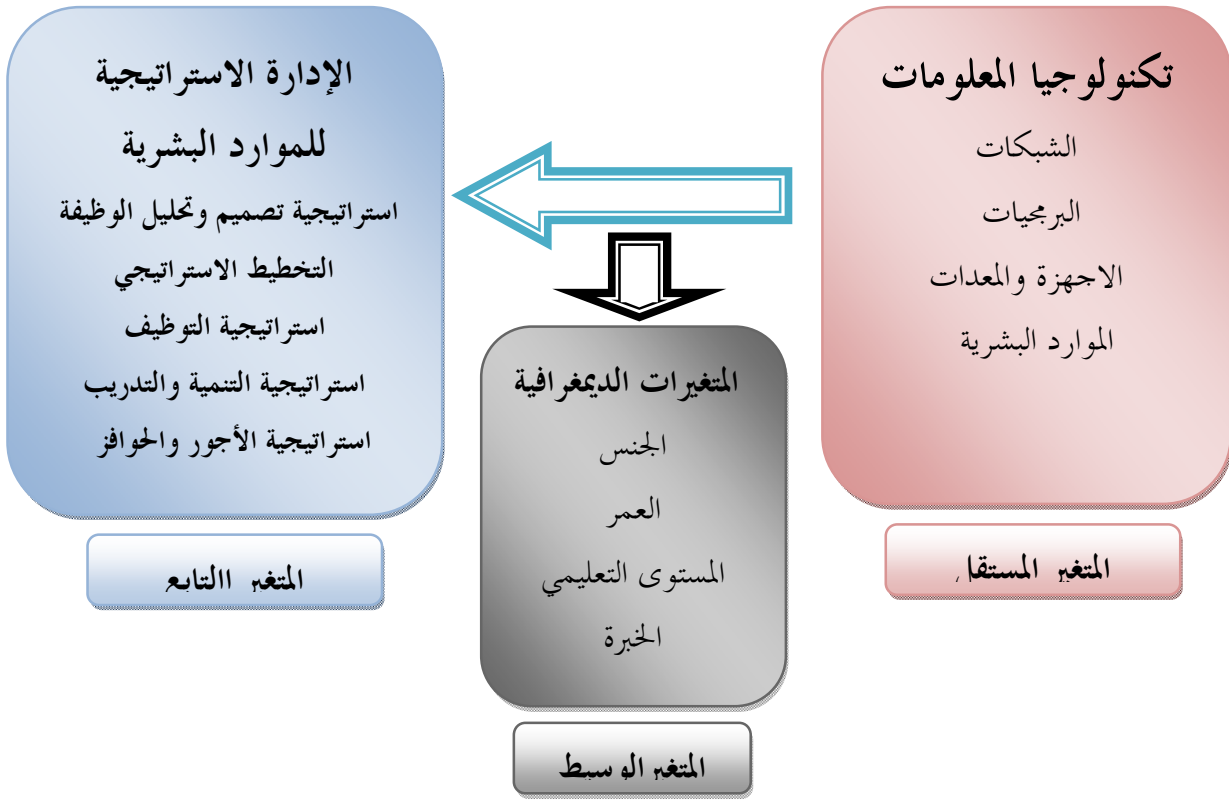 تكنولوجيا المعلومات
الشبكات
البرمجيات
الاجهزة والمعدات
الموارد البشرية
المتغير المستقل
الإدارة الاستراتيجية
للموارد البشرية
استراتيجية تصميم وتحليل الوظيفة
التخطيط الاستراتيجي
استراتيجية التوظيف
استراتيجية التنمية والتدريب
استراتيجية الأجور والحوافز
المتغير االتابع
المتغيرات الديمغرافية
الجنس
العمر
المستوى التعليمي
الخبرة
المتغير الوسيط